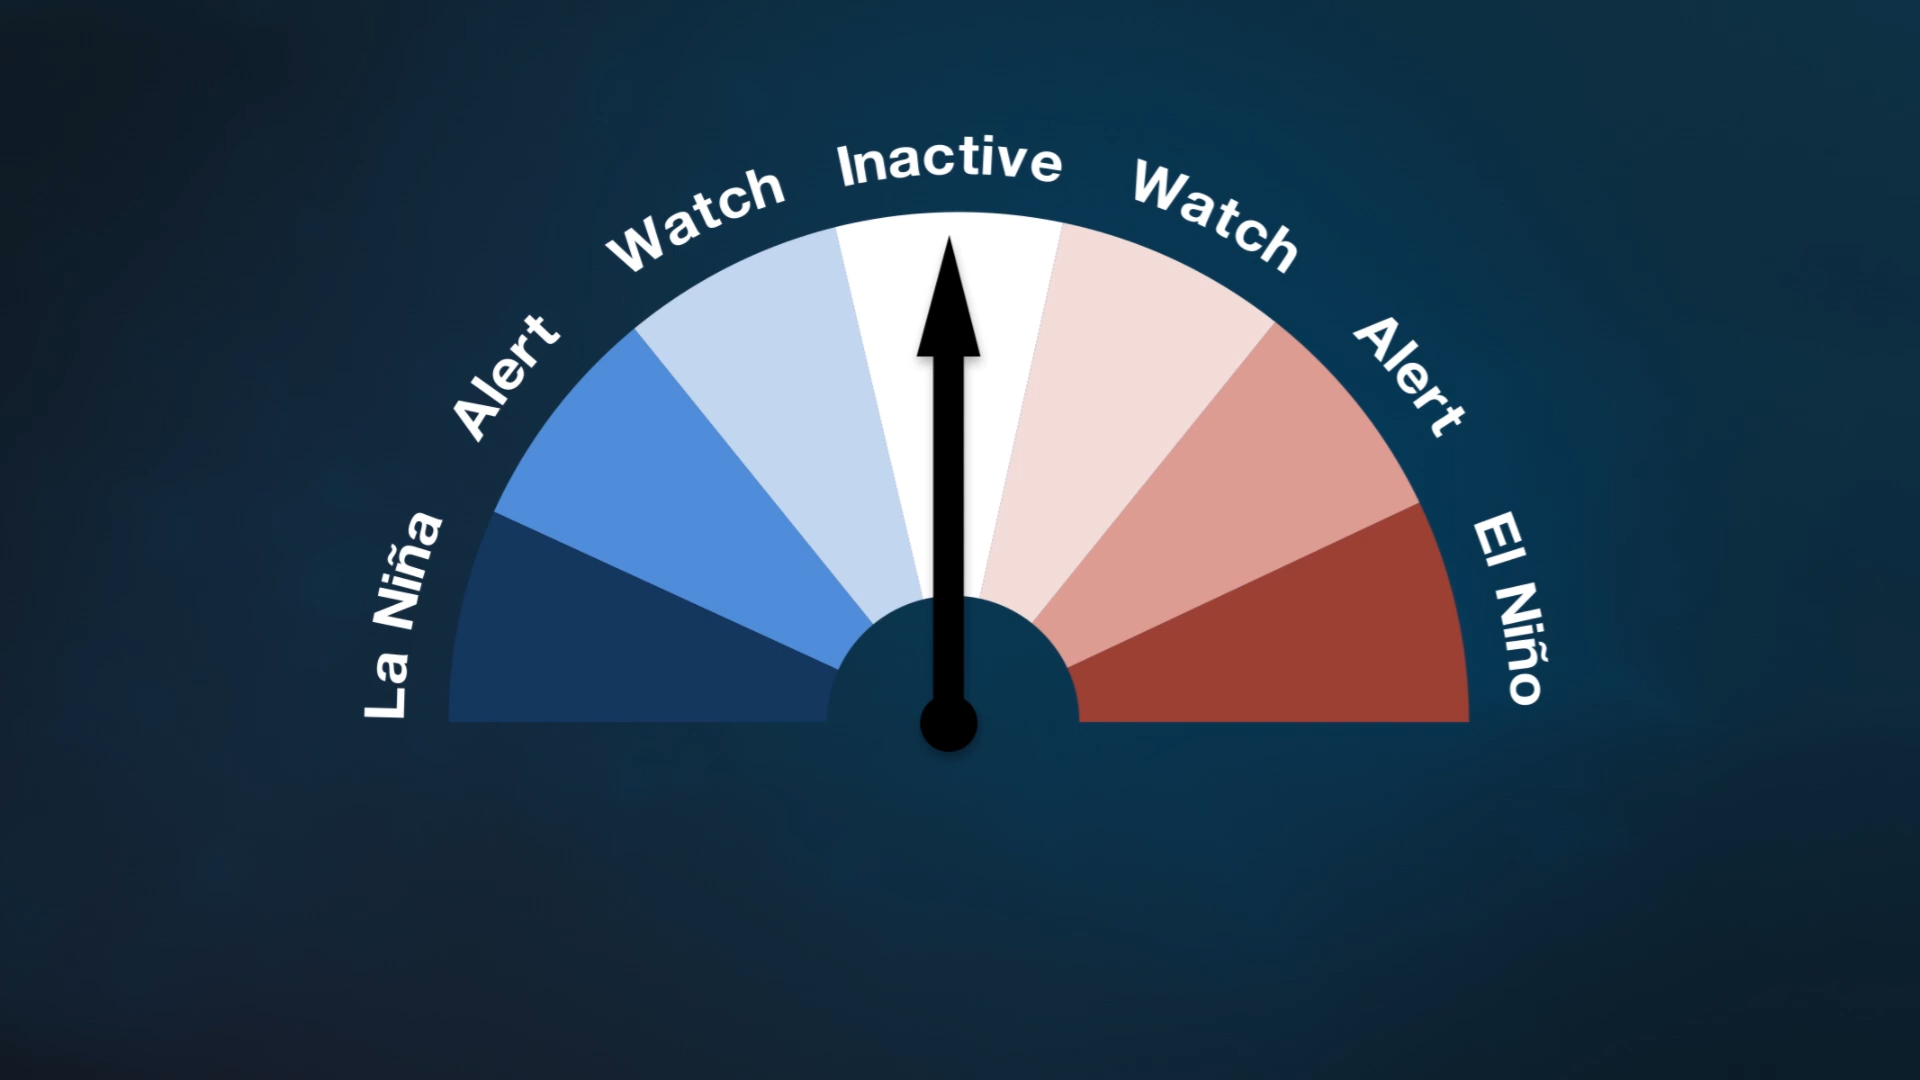 La Niña
Alert
Watch
Inactive
Watch
Alert
El Niño